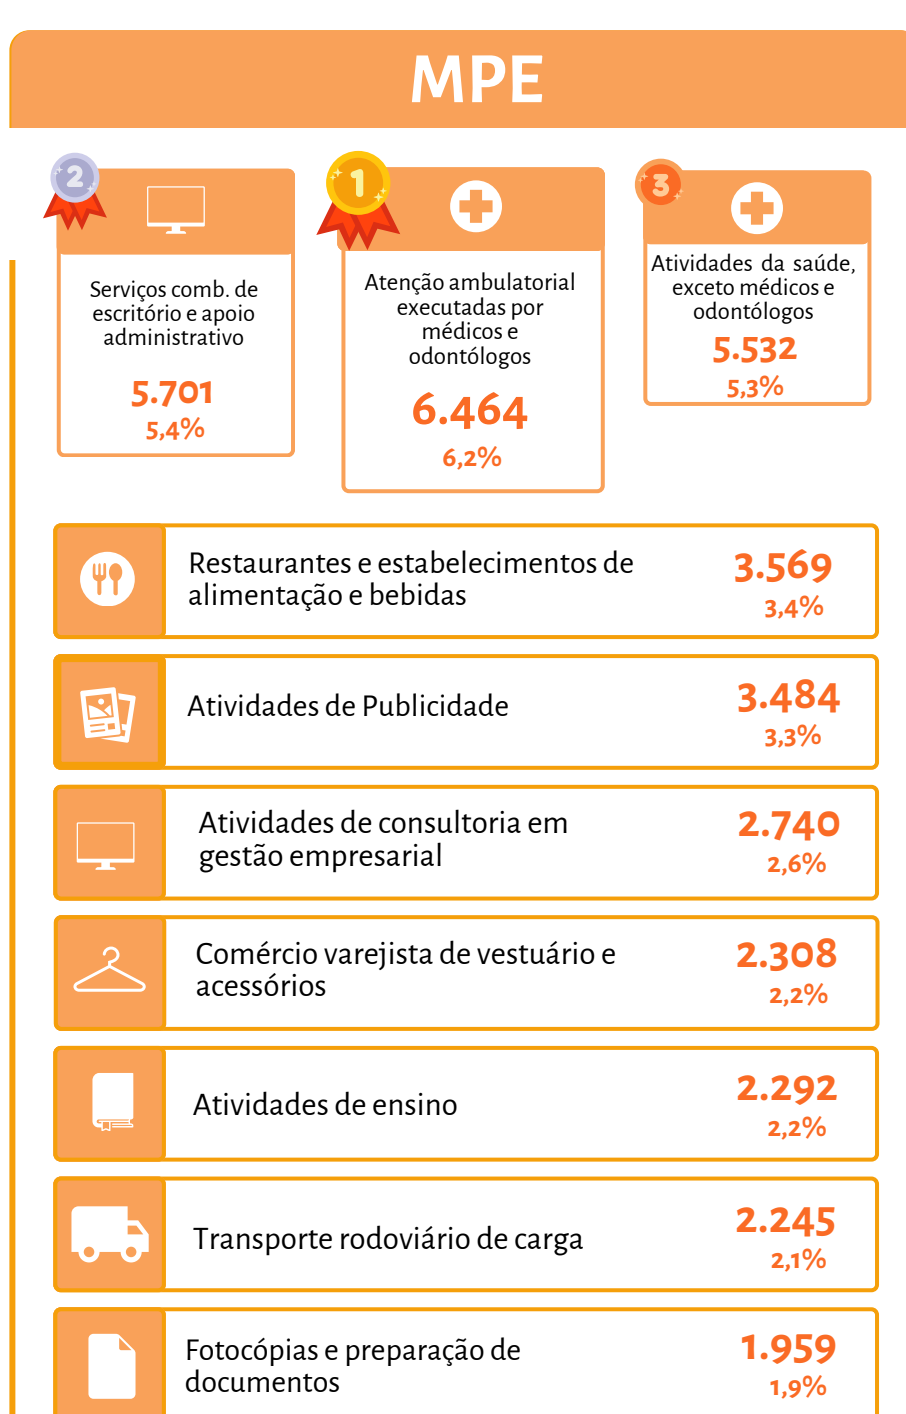 MPE
2
Serviços comb. de
escritório e apoio
administrativo
5.701
5,4%
1
Atenção ambulatorial
executadas por
médicos e
odontólogos
6.464
6,2%
3
Atividades da saúde,
exceto médicos e
odontólogos
5.532
5,3%
Restaurantes e estabelecimentos de
alimentação e bebidas
3.569
3,4%
Atividades de Publicidade
3.484
3,3%
Atividades de consultoria em
gestão empresarial
2.740
2,6%
Comércio varejista de vestuário e
acessórios
2.308
2,2%
Atividades de ensino
2.292
2,2%
Transporte rodoviário de carga
2.245
2,1%
Fotocópias e preparação de
documentos
1.959
1,9%